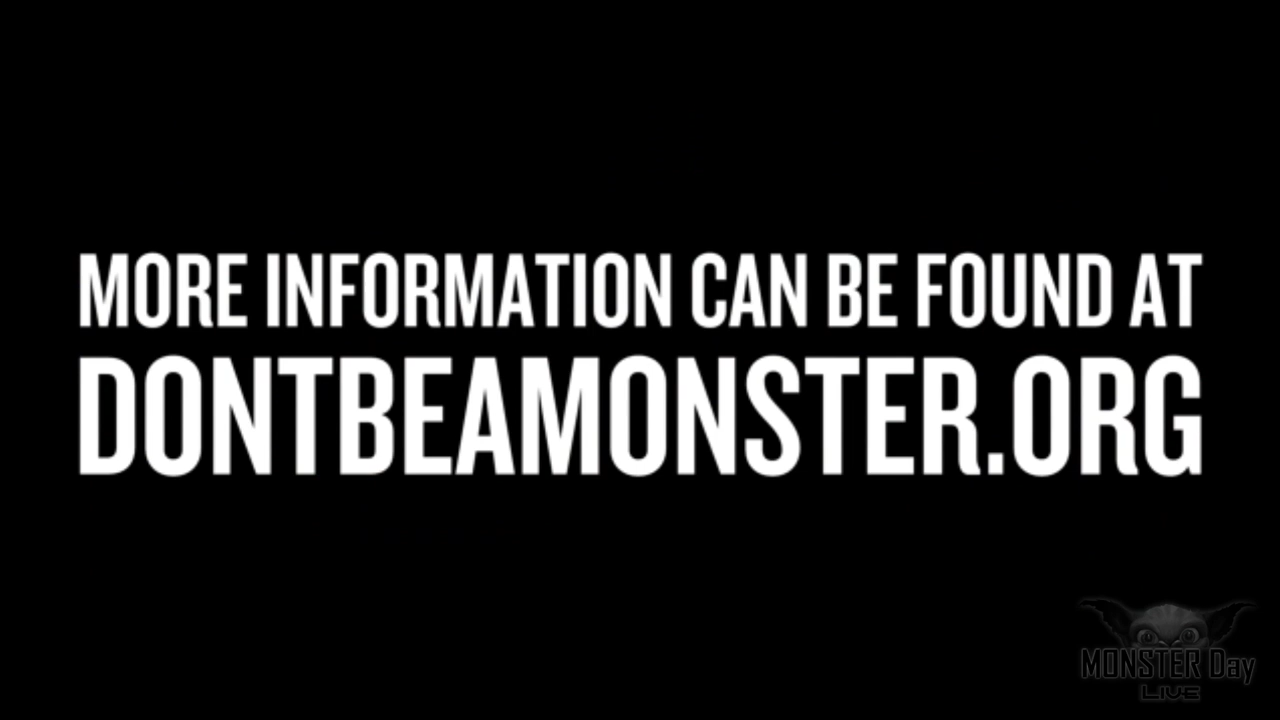 MORE INFORMATION CAN BE FOUND AT
DONTBEAMONSTER.ORG
MONSTER Day
LIVE